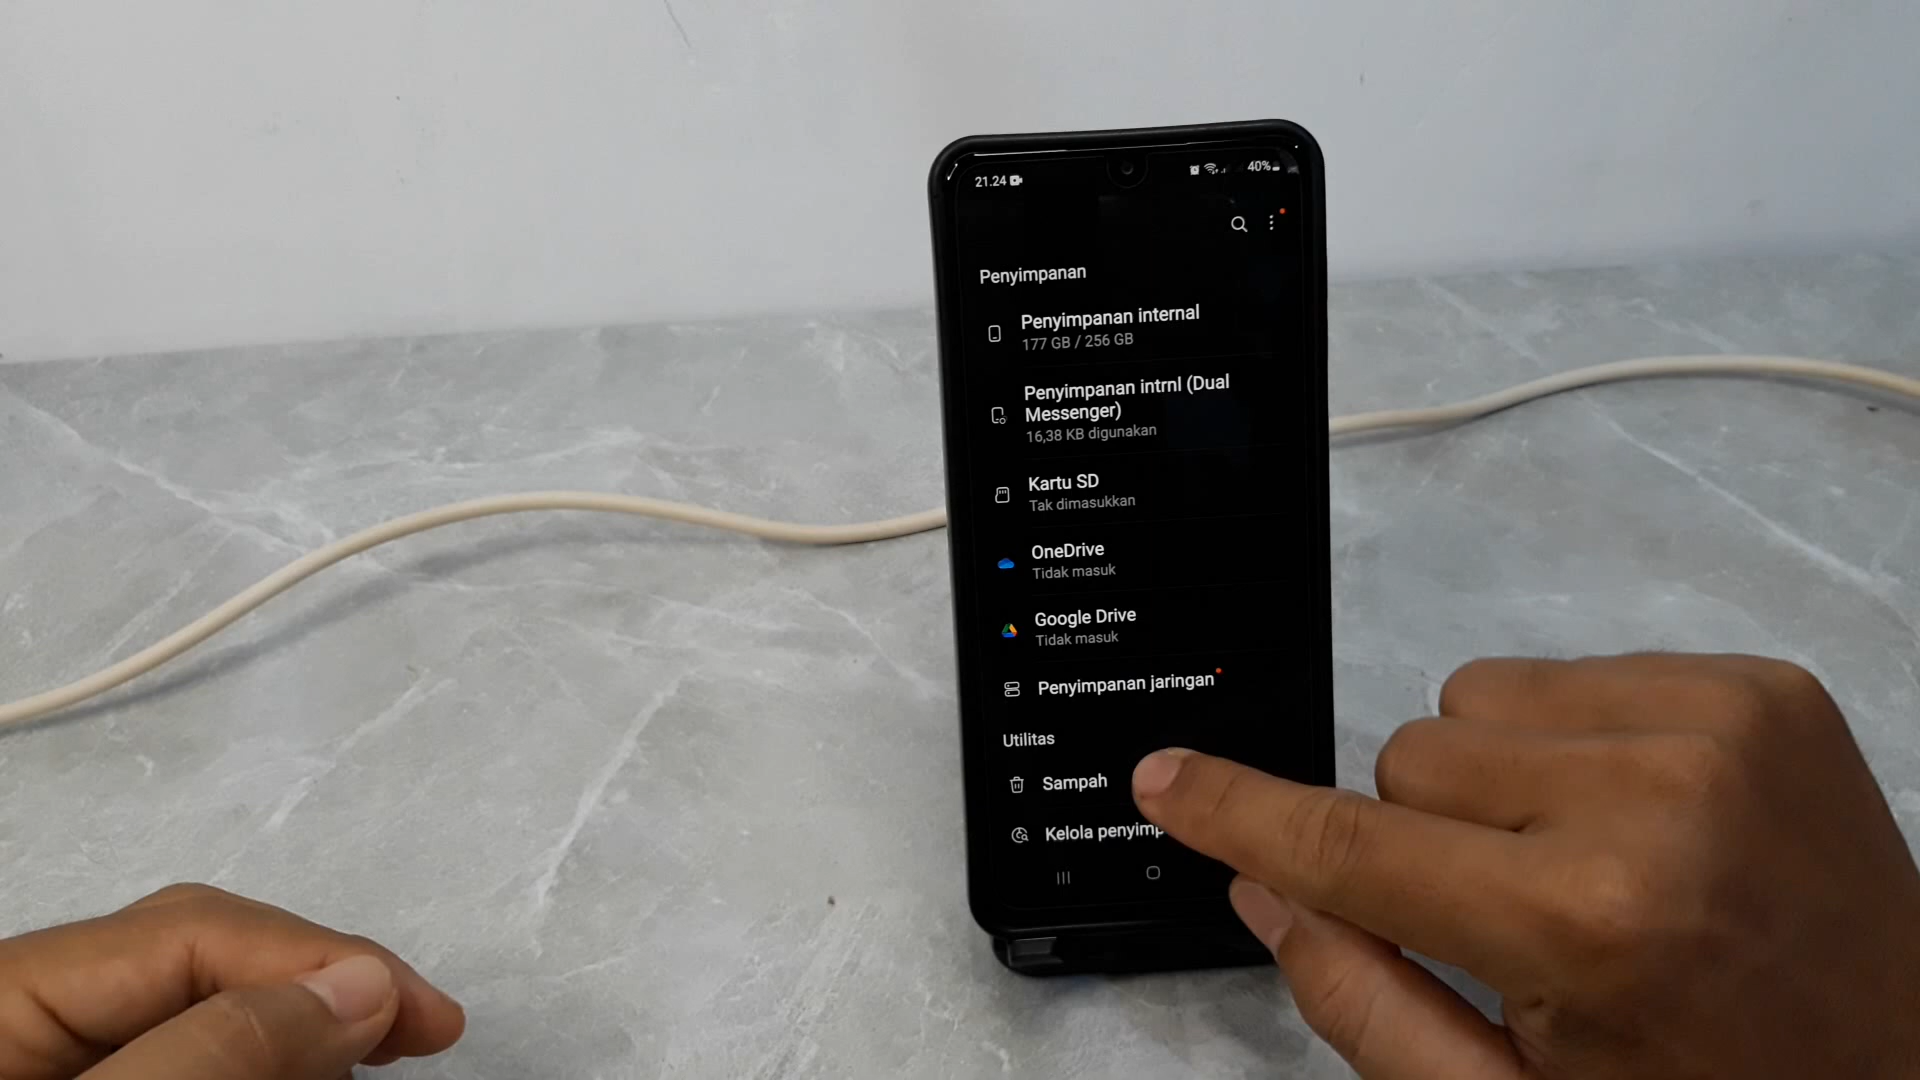 21.24
40%
Penyimpanan
Penyimpanan internal
177 GB / 256 GB
Penyimpanan intrnl (Dual
Messenger)
16,38 KB digunakan
Kartu SD
Tak dimasukkan
OneDrive
Tidak masuk
Google Drive
Tidak masuk
Penyimpanan jaringan
Utilitas
Sampah
Kelola